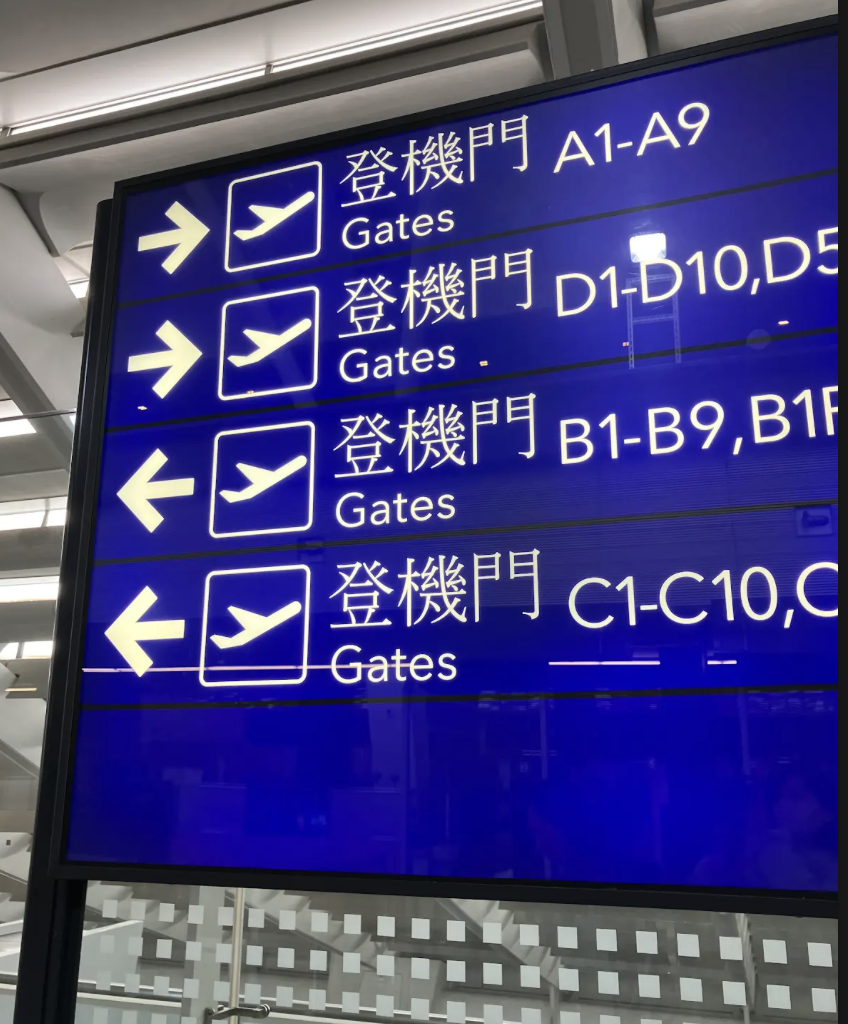 登機門 A1-A9
Gates
登機門 D1-D10,D5
Gates
登機門 B1-B9,B1
Gates
登機門 C1-C10,
Gates